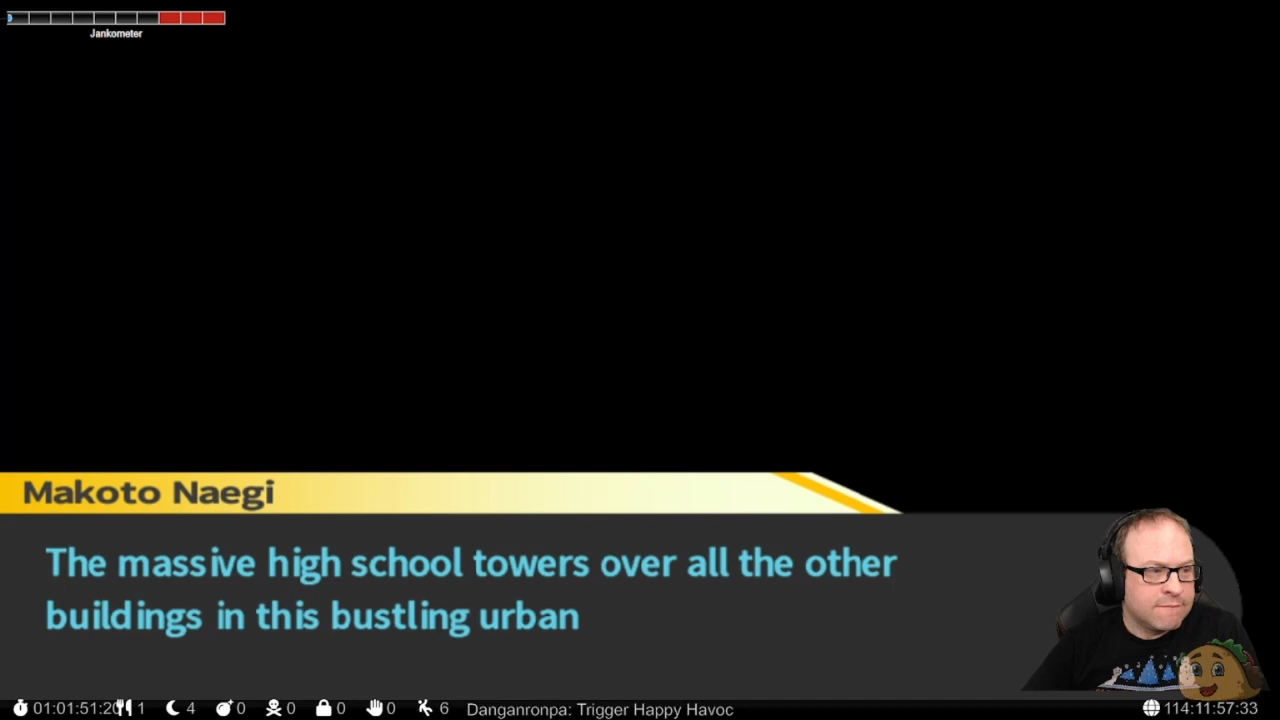 Jankometer
Makoto Naegi
The massive high school towers over all the other
buildings in this bustling urban
01:01:51:20 1 4 0 0 0 0 6 Danganronpa: Trigger Happy Havoc 114:11:57:33